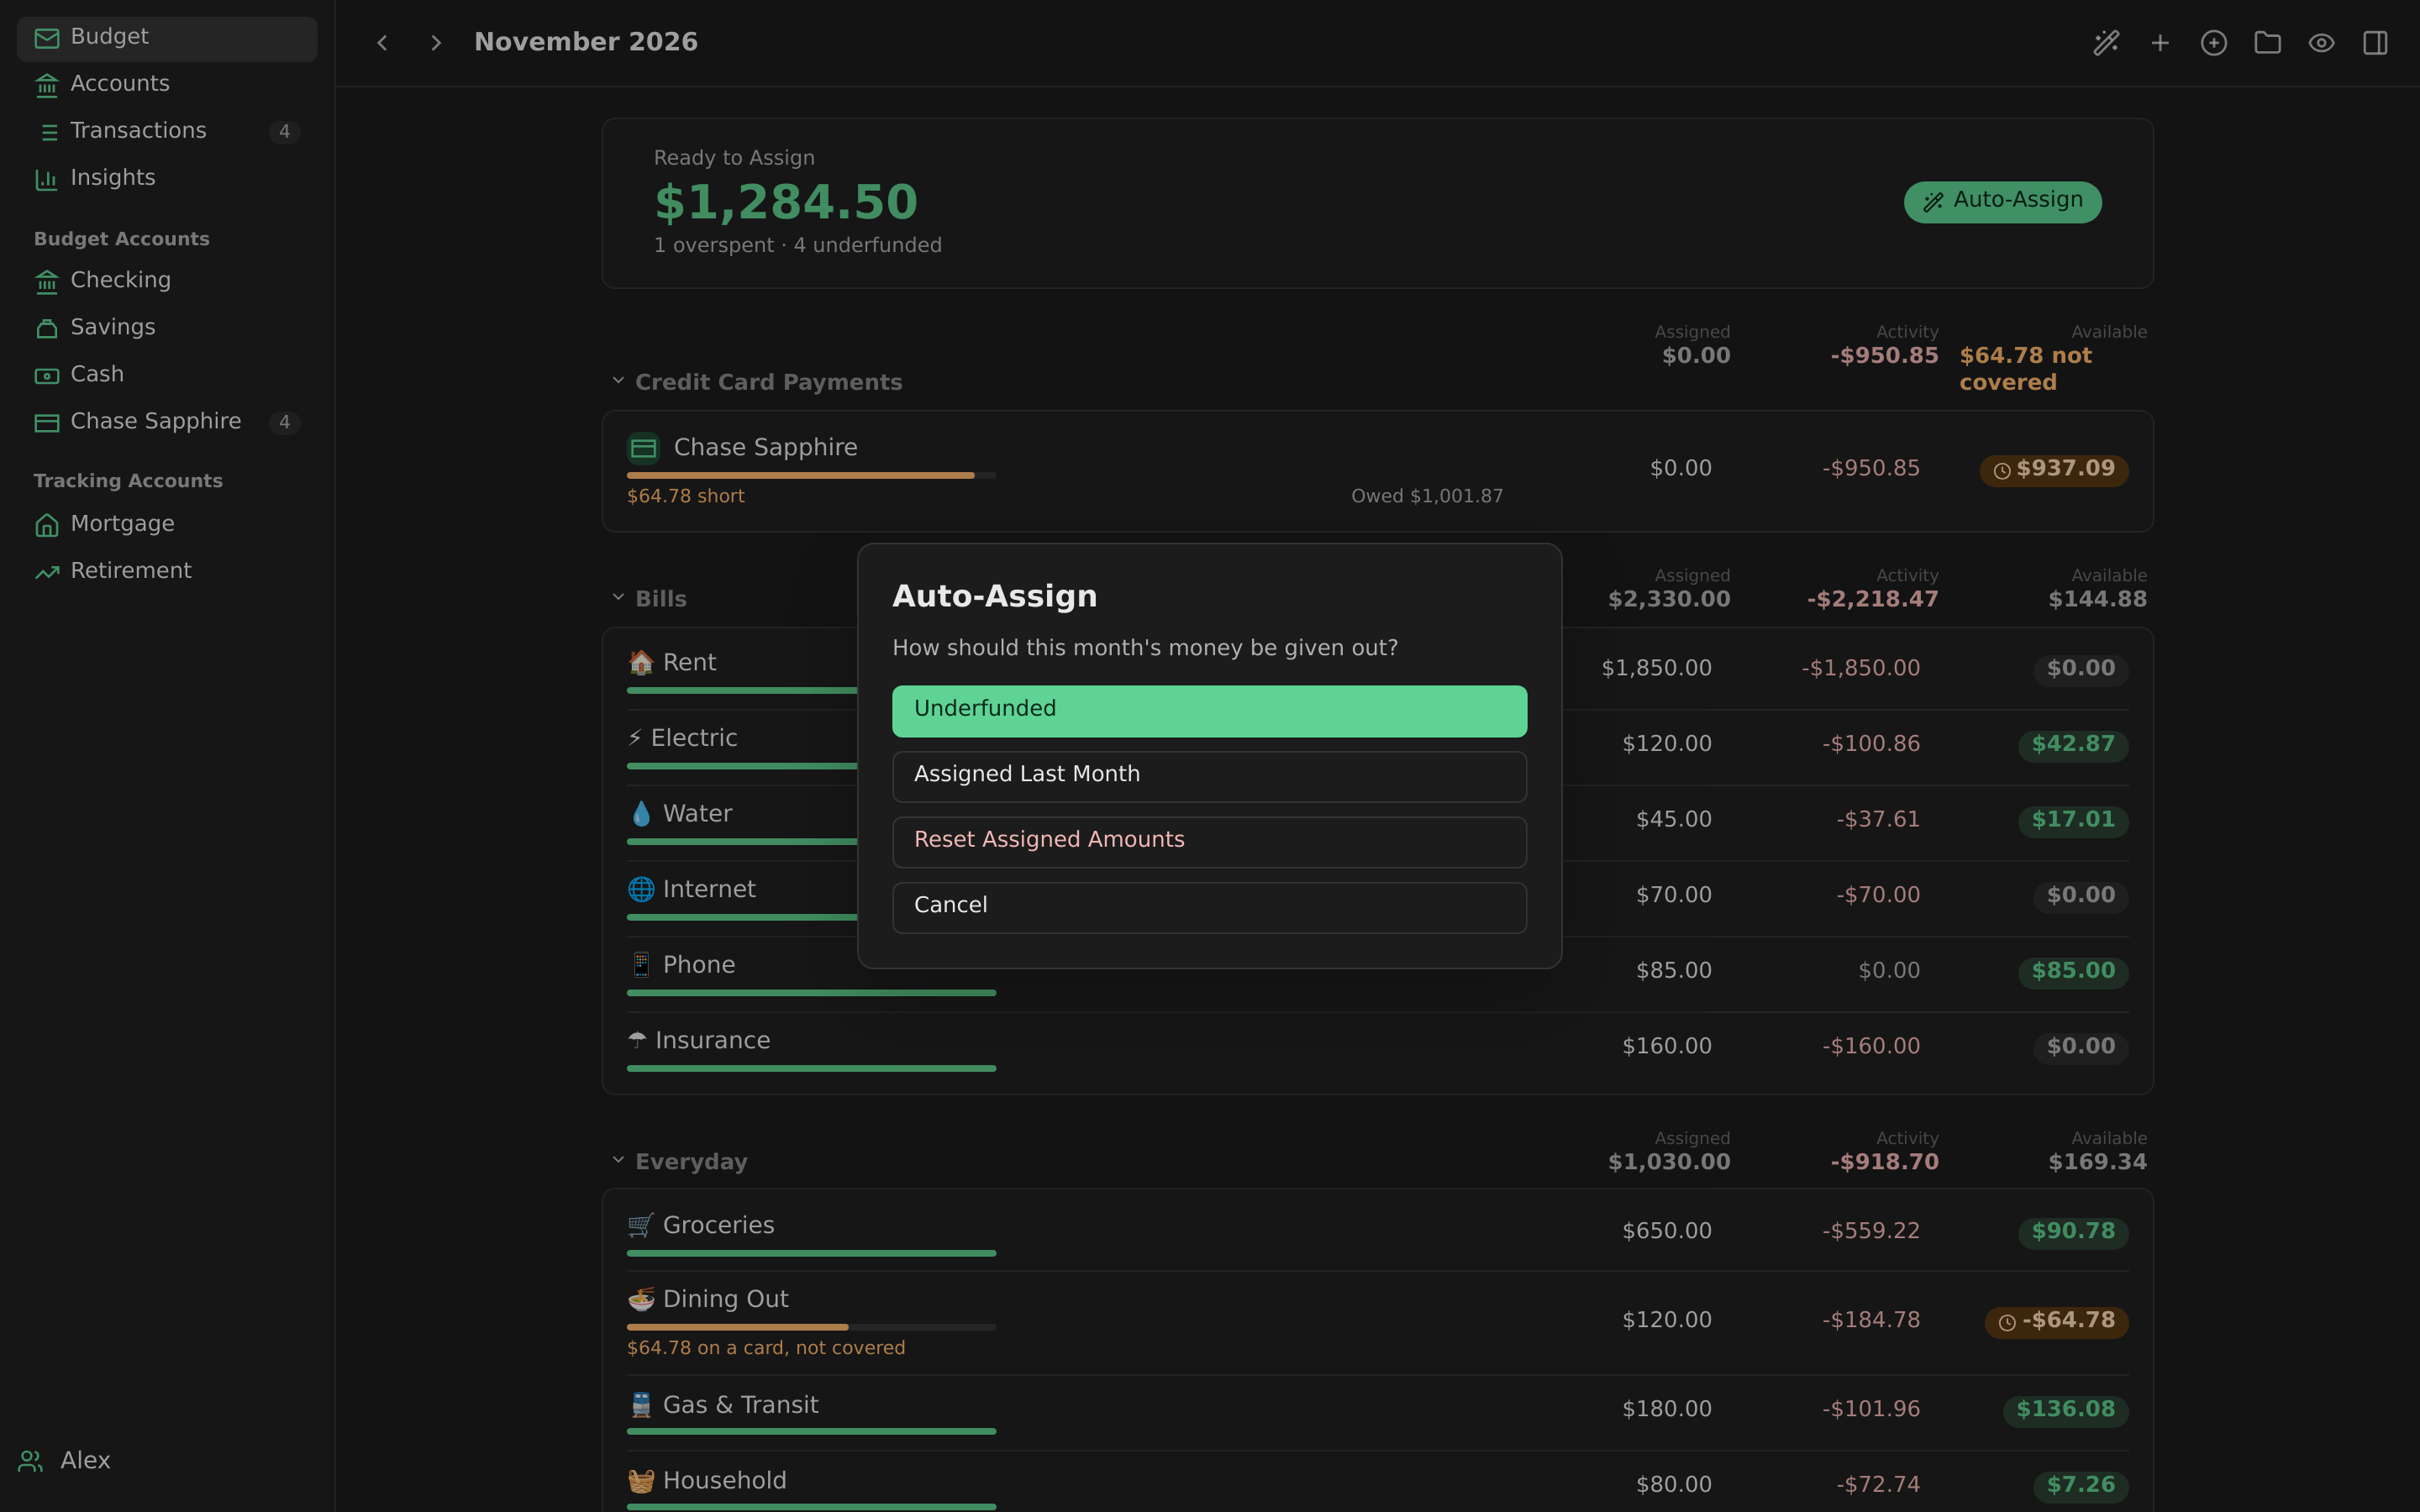 Budget
Accounts
Transactions 4
Insights
Budget Accounts
Checking
Savings
Cash
Chase Sapphire 4
Tracking Accounts
Mortgage
Retirement
Alex
November 2026
Ready to Assign
$1,284.50
1 overspent · 4 underfunded
Auto-Assign
Assigned Activity Available
Credit Card Payments $0.00 -$950.85 $64.78 not
covered
Chase Sapphire $0.00 -$950.85 $937.09
$64.78 short Owed $1,001.87
Assigned Activity Available
Bills $2,330.00 -$2,218.47 $144.88
Rent $1,850.00 -$1,850.00 $0.00
Electric $120.00 -$100.86 $42.87
Water $45.00 -$37.61 $17.01
Internet $70.00 -$70.00 $0.00
Phone $85.00 $0.00 $85.00
Insurance $160.00 -$160.00 $0.00
Auto-Assign
How should this month's money be given out?
Underfunded
Assigned Last Month
Reset Assigned Amounts
Cancel
Assigned Activity Available
Everyday $1,030.00 -$918.70 $169.34
Groceries $650.00 -$559.22 $90.78
Dining Out $120.00 -$184.78 -$64.78
$64.78 on a card, not covered
Gas & Transit $180.00 -$101.96 $136.08
Household $80.00 -$72.74 $7.26